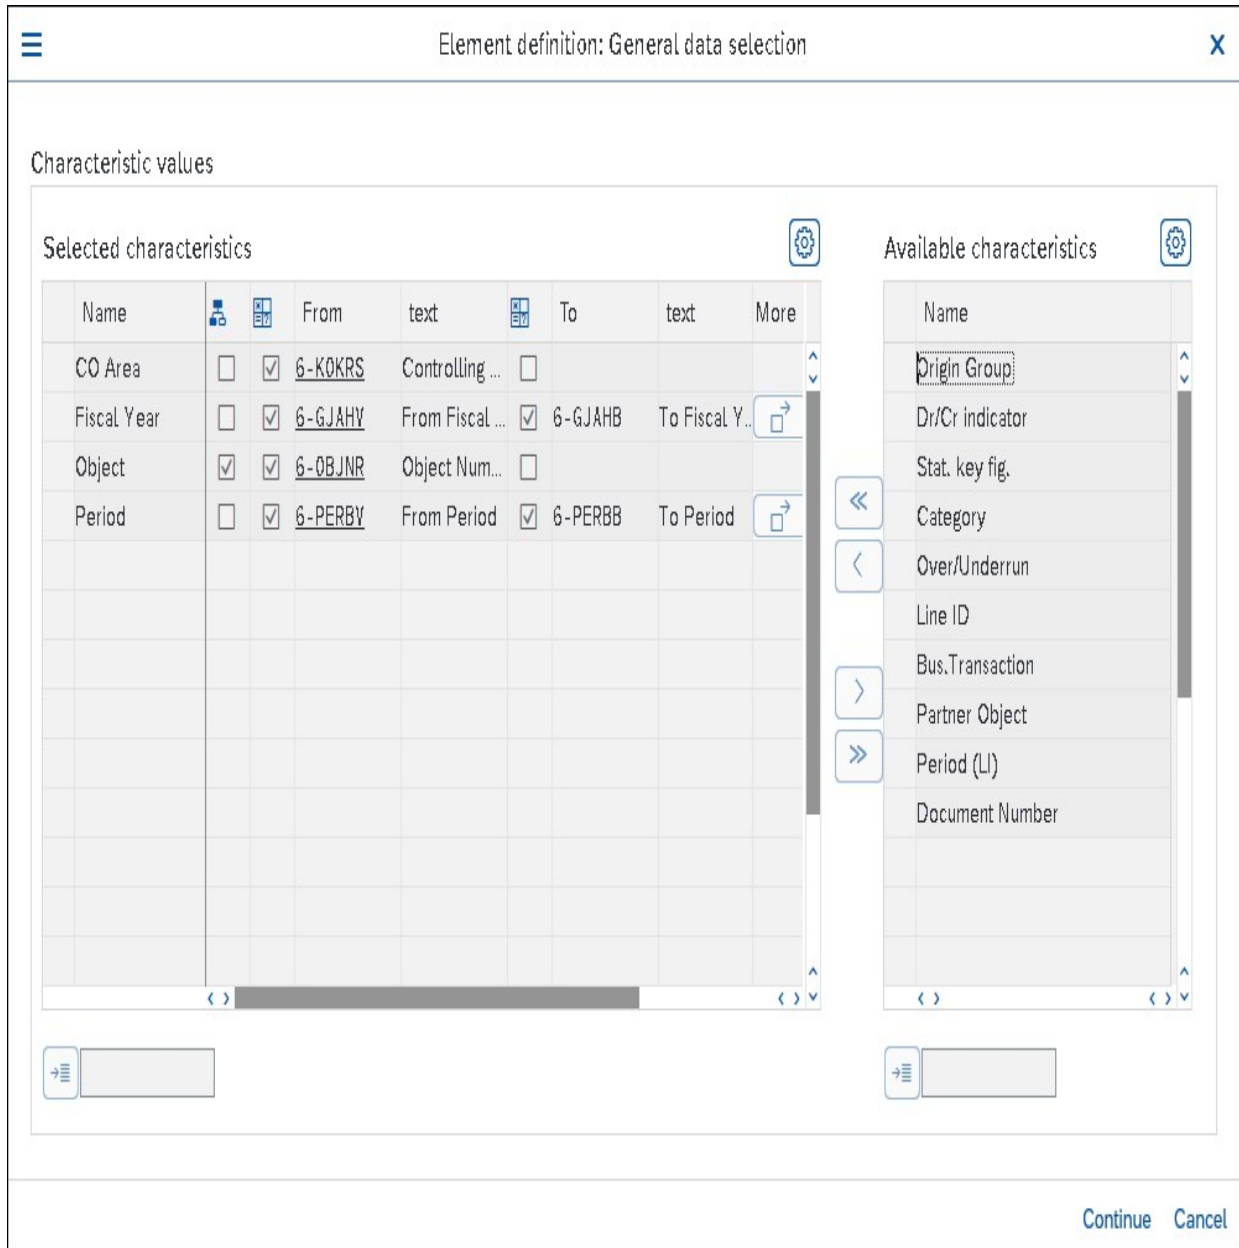 Element definition: General data selection X
Characteristic values
Selected characteristics
Available characteristics
Name From text To text More
CO Area 6-KOKRS Controlling ...
Fiscal Year 6-GJAHV From Fiscal ... 6-GJAHB To Fiscal Y..
Object 6-OBJNR Object Num...
Period 6-PERBV From Period 6-PERBB To Period
Name
Origin Group
Dr/Cr indicator
Stat. key fig.
Category
Over/Underrun
Line ID
Bus.Transaction
Partner Object
Period (LI)
Document Number
Continue Cancel